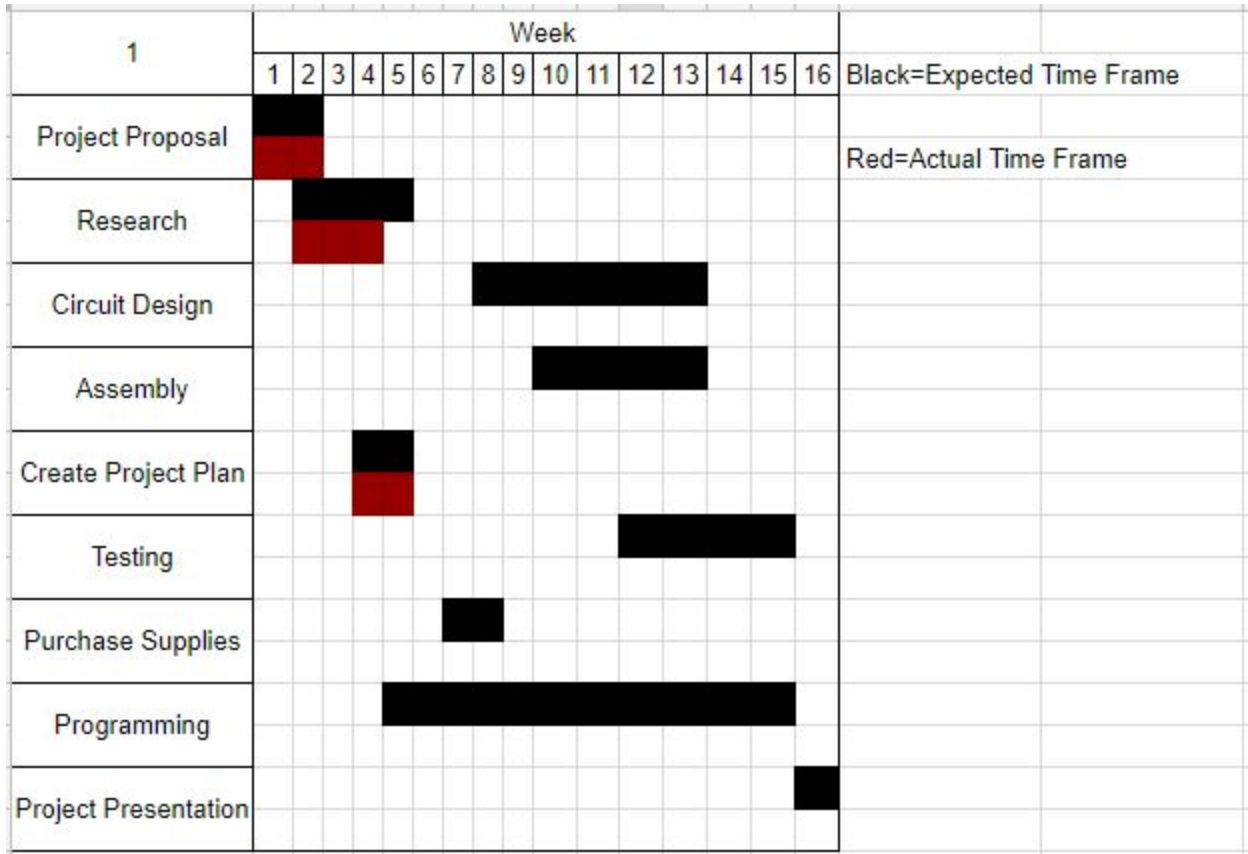 1
Week
1 2 3 4 5 6 7 8 9 10 11 12 13 14 15 16 Black=Expected Time Frame
Project Proposal
Red=Actual Time Frame
Research
Circuit Design
Assembly
Create Project Plan
Testing
Purchase Supplies
Programming
Project Presentation